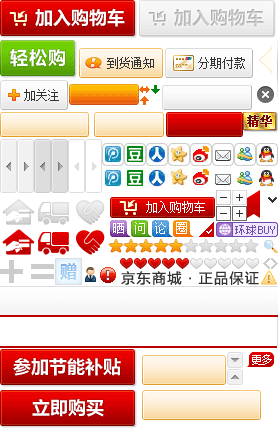 加入购物车 加入购物车
轻松购 到货通知 分期付款
加关注
精华
豆
豆
加入购物车
晒 问 论 圈 环球BUY
赠
京东商城·正品保证
参加节能补贴 更多
立即购买